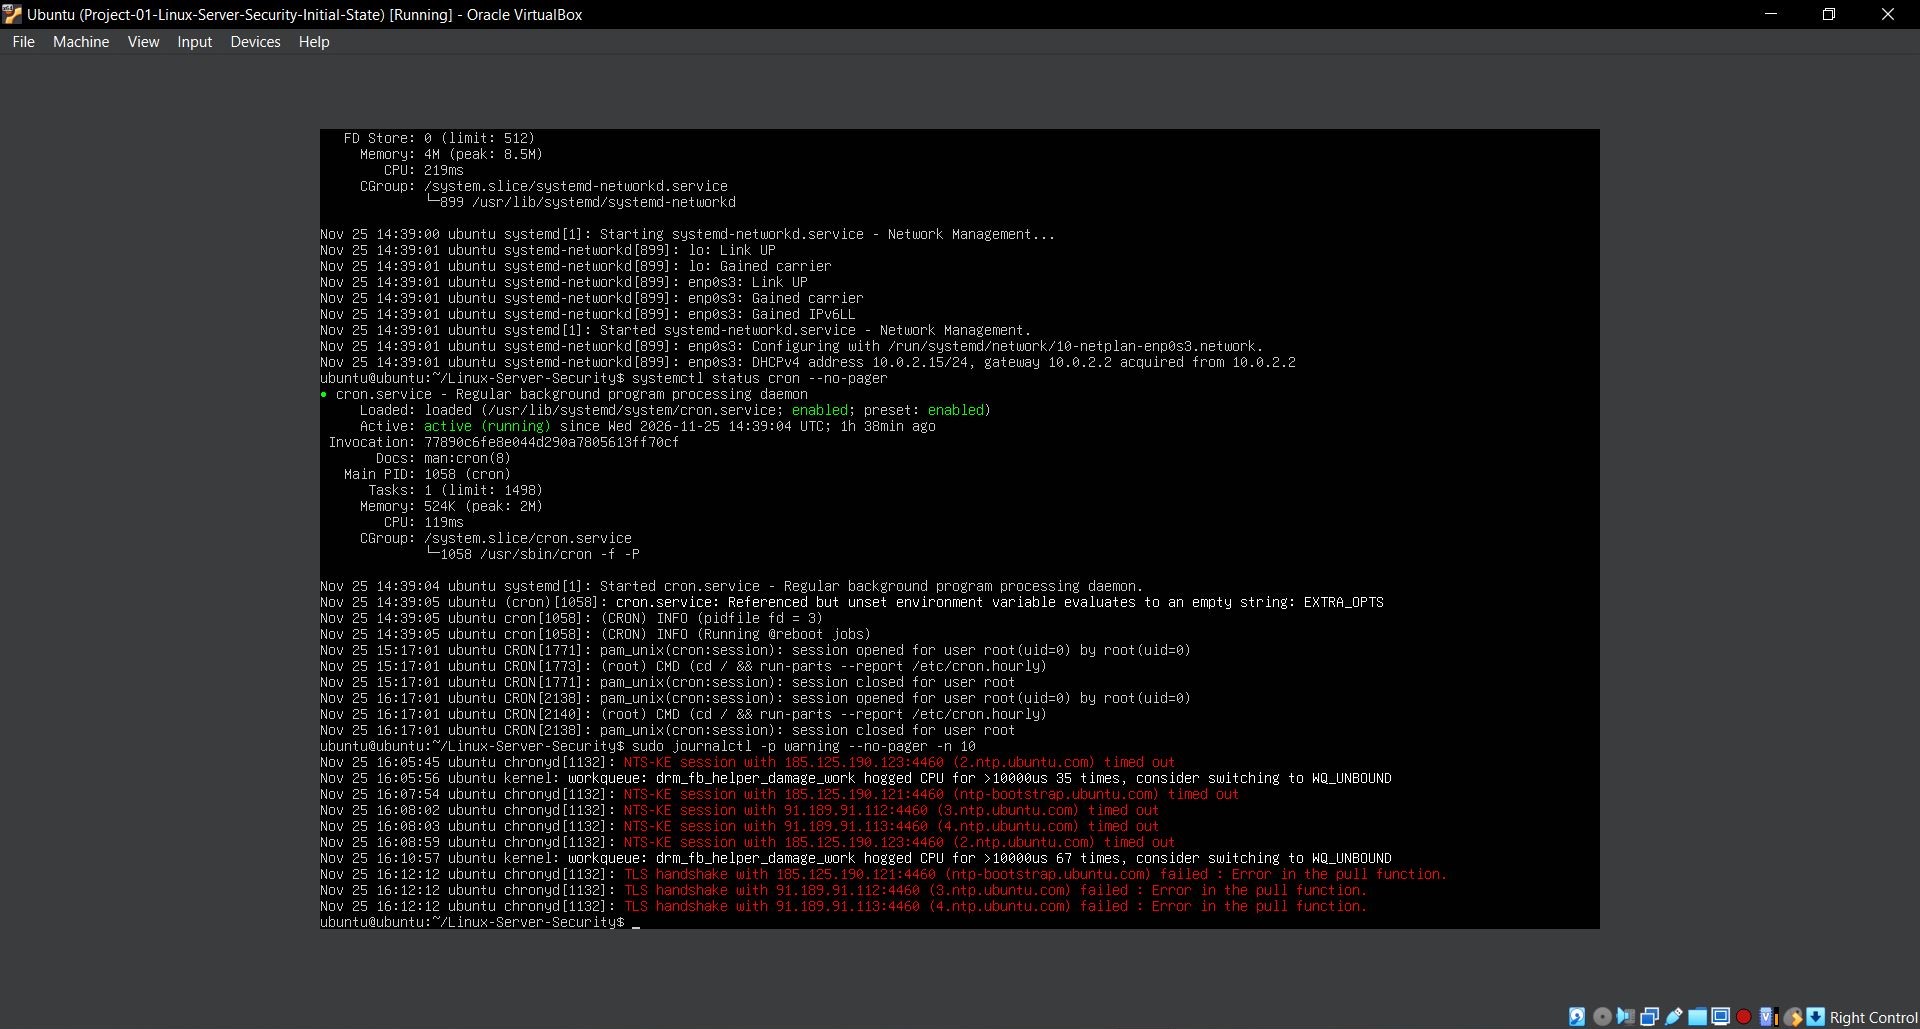 Ubuntu (Project-01-Linux-Server-Security-Initial-State) [Running] - Oracle VirtualBox
File Machine View Input Devices Help
FD Store: 0 (limit: 512)
Memory: 4M (peak: 8.5M)
CPU: 219ms
CGroup: /system.slice/systemd-networkd.service
└─899 /usr/lib/systemd/systemd-networkd
Nov 25 14:39:00 ubuntu systemd[1]: Starting systemd-networkd.service - Network Management...
Nov 25 14:39:01 ubuntu systemd-networkd[899]: lo: Link UP
Nov 25 14:39:01 ubuntu systemd-networkd[899]: lo: Gained carrier
Nov 25 14:39:01 ubuntu systemd-networkd[899]: enp0s3: Link UP
Nov 25 14:39:01 ubuntu systemd-networkd[899]: enp0s3: Gained carrier
Nov 25 14:39:01 ubuntu systemd-networkd[899]: enp0s3: Gained IPv6LL
Nov 25 14:39:01 ubuntu systemd[1]: Started systemd-networkd.service - Network Management.
Nov 25 14:39:01 ubuntu systemd-networkd[899]: enp0s3: Configuring with /run/systemd/network/10-netplan-enp0s3.network.
Nov 25 14:39:01 ubuntu systemd-networkd[899]: enp0s3: DHCPv4 address 10.0.2.15/24, gateway 10.0.2.2 acquired from 10.0.2.2
ubuntu@ubuntu:~/Linux-Server-Security$ systemctl status cron --no-pager
● cron.service - Regular background program processing daemon
Loaded: loaded (/usr/lib/systemd/system/cron.service; enabled; preset: enabled)
Active: active (running) since Wed 2026-11-25 14:39:04 UTC; 1h 38min ago
Invocation: 77890c6fe8e044d290a7805613ff70cf
Docs: man:cron(8)
Main PID: 1058 (cron)
Tasks: 1 (limit: 1498)
Memory: 524K (peak: 2M)
CPU: 119ms
CGroup: /system.slice/cron.service
└─1058 /usr/sbin/cron -f -P
Nov 25 14:39:04 ubuntu systemd[1]: Started cron.service - Regular background program processing daemon.
Nov 25 14:39:05 ubuntu (cron)[1058]: cron.service: Referenced but unset environment variable evaluates to an empty string: EXTRA_OPTS
Nov 25 14:39:05 ubuntu cron[1058]: (CRON) INFO (pidfile fd = 3)
Nov 25 14:39:05 ubuntu cron[1058]: (CRON) INFO (Running @reboot jobs)
Nov 25 15:17:01 ubuntu CRON[1771]: pam_unix(cron:session): session opened for user root(uid=0) by root(uid=0)
Nov 25 15:17:01 ubuntu CRON[1773]: (root) CMD (cd / && run-parts --report /etc/cron.hourly)
Nov 25 15:17:01 ubuntu CRON[1771]: pam_unix(cron:session): session closed for user root
Nov 25 16:17:01 ubuntu CRON[2138]: pam_unix(cron:session): session opened for user root(uid=0) by root(uid=0)
Nov 25 16:17:01 ubuntu CRON[2140]: (root) CMD (cd / && run-parts --report /etc/cron.hourly)
Nov 25 16:17:01 ubuntu CRON[2138]: pam_unix(cron:session): session closed for user root
ubuntu@ubuntu:~/Linux-Server-Security$ sudo journalctl -p warning --no-pager -n 10
Nov 25 16:05:45 ubuntu chronyd[1132]: NTS-KE session with 185.125.190.123:4460 (2.ntp.ubuntu.com) timed out
Nov 25 16:05:56 ubuntu kernel: workqueue: drm_fb_helper_damage_work hogged CPU for >10000us 35 times, consider switching to WQ_UNBOUND
Nov 25 16:07:54 ubuntu chronyd[1132]: NTS-KE session with 185.125.190.121:4460 (ntp-bootstrap.ubuntu.com) timed out
Nov 25 16:08:02 ubuntu chronyd[1132]: NTS-KE session with 91.189.91.112:4460 (3.ntp.ubuntu.com) timed out
Nov 25 16:08:03 ubuntu chronyd[1132]: NTS-KE session with 91.189.91.113:4460 (4.ntp.ubuntu.com) timed out
Nov 25 16:08:59 ubuntu chronyd[1132]: NTS-KE session with 185.125.190.123:4460 (2.ntp.ubuntu.com) timed out
Nov 25 16:10:57 ubuntu kernel: workqueue: drm_fb_helper_damage_work hogged CPU for >10000us 67 times, consider switching to WQ_UNBOUND
Nov 25 16:12:12 ubuntu chronyd[1132]: TLS handshake with 185.125.190.121:4460 (ntp-bootstrap.ubuntu.com) failed : Error in the pull function.
Nov 25 16:12:12 ubuntu chronyd[1132]: TLS handshake with 91.189.91.112:4460 (3.ntp.ubuntu.com) failed : Error in the pull function.
Nov 25 16:12:12 ubuntu chronyd[1132]: TLS handshake with 91.189.91.113:4460 (4.ntp.ubuntu.com) failed : Error in the pull function.
ubuntu@ubuntu:~/Linux-Server-Security$ _
Right Control